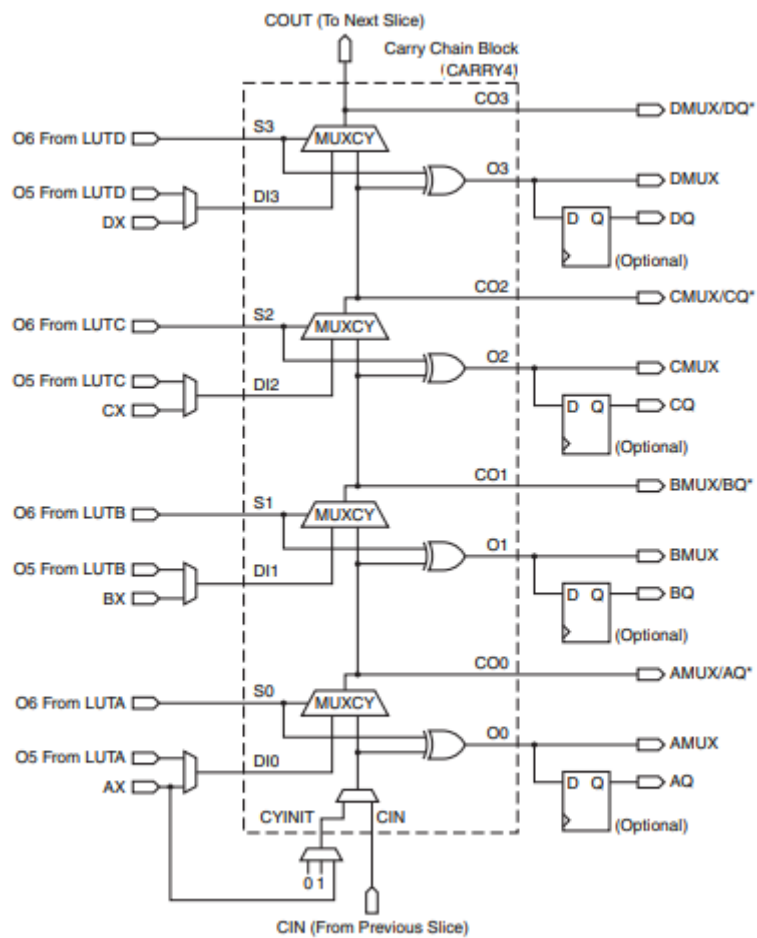 COUT (To Next Slice)
Carry Chain Block
(CARRY4)
CO3
DMUX/DQ*
S3
O6 From LUTD
MUXCY
O3
DMUX
O5 From LUTD
DI3
DX
D Q
DQ
(Optional)
CO2
CMUX/CQ*
S2
O6 From LUTC
MUXCY
O2
CMUX
O5 From LUTC
DI2
CX
D Q
CQ
(Optional)
CO1
BMUX/BQ*
S1
O6 From LUTB
MUXCY
O1
BMUX
O5 From LUTB
DI1
BX
D Q
BQ
(Optional)
CO0
AMUX/AQ*
S0
O6 From LUTA
MUXCY
O0
AMUX
O5 From LUTA
DI0
AX
D Q
AQ
CYINIT
CIN
(Optional)
0 1
CIN (From Previous Slice)